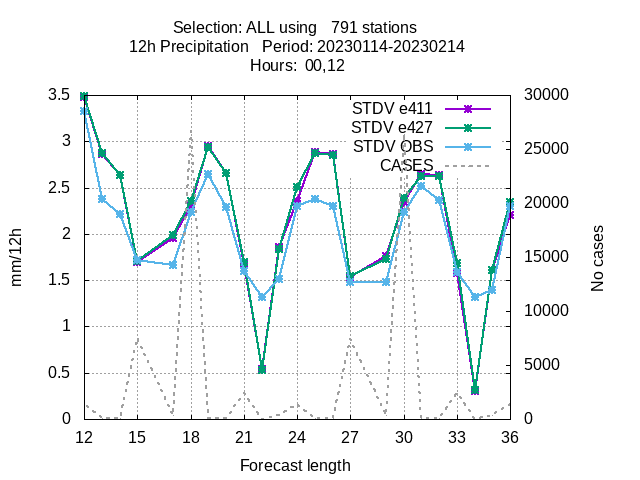 Selection: ALL using   791 stations
12h Precipitation   Period: 20230114-20230214
Hours:  00,12
STDV e411
STDV e427
STDV OBS
CASES
3.5
3
2.5
2
1.5
1
0.5
0
mm/12h
30000
25000
20000
15000
10000
5000
0
No cases
12 15 18 21 24 27 30 33 36
Forecast length